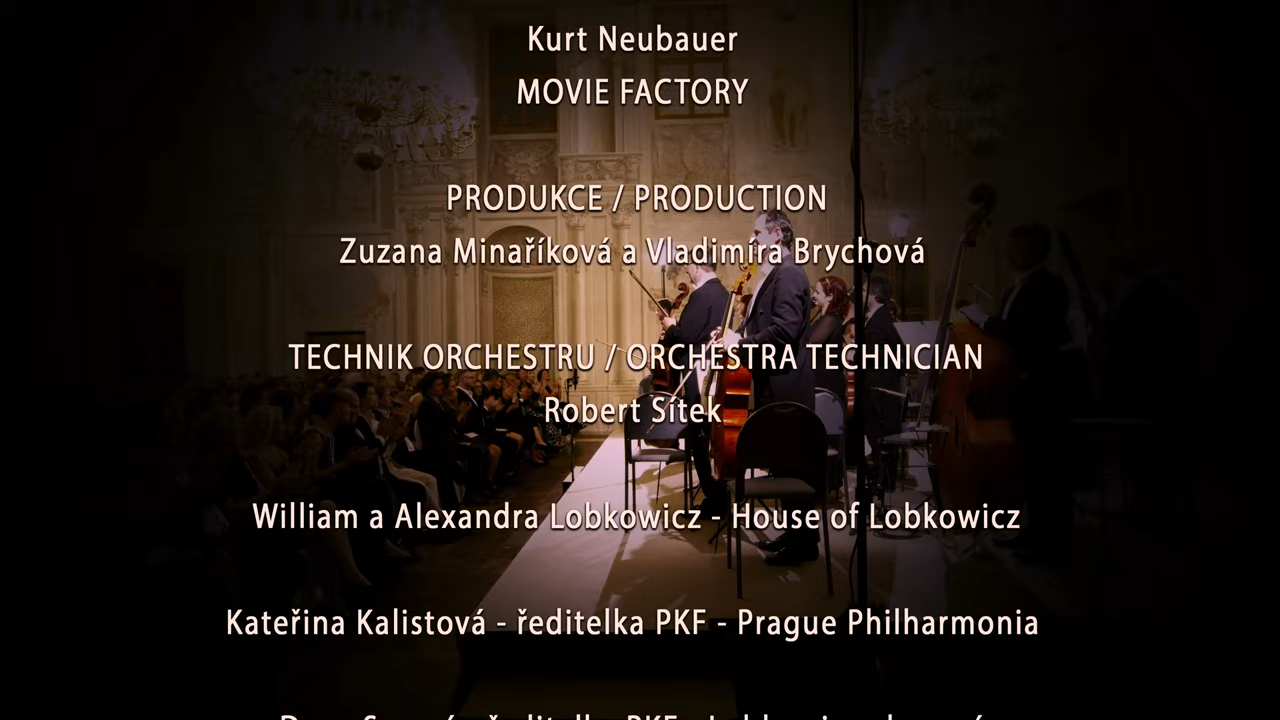 Kurt Neubauer
MOVIE FACTORY
PRODUKCE / PRODUCTION
Zuzana Minaříková a Vladimíra Brychová
TECHNIK ORCHESTRU / ORCHESTRA TECHNICIAN
Robert Sítek
William a Alexandra Lobkowicz - House of Lobkowicz
Kateřina Kalistová - ředitelka PKF - Prague Philharmonia